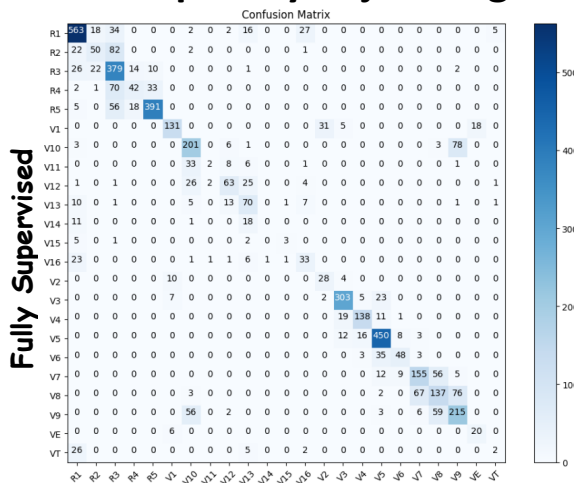 Confusion Matrix
Fully Supervised
R1 563 18 34 0 0 0 2 0 2 16 0 0 27 0 0 0 0 0 0 0 0 0 5
R2 22 50 82 0 0 0 2 0 0 0 0 0 1 0 0 0 0 0 0 0 0 0 0
R3 26 22 379 14 10 0 0 0 0 1 0 0 0 0 0 0 0 0 0 0 2 0 0
R4 2 1 70 42 33 0 0 0 0 0 0 0 0 0 0 0 0 0 0 0 0 0 0
R5 5 0 56 18 391 0 0 0 0 0 0 0 0 0 0 0 0 0 0 0 0 0 0
V1 0 0 0 0 0 131 0 0 0 0 0 0 0 31 5 0 0 0 0 0 0 18 0
V10 3 0 0 0 0 0 201 0 6 1 0 0 0 0 0 0 0 0 0 3 78 0 0
V11 0 0 0 0 0 0 33 2 8 6 0 0 1 0 0 0 0 0 0 0 1 0 0
V12 1 0 1 0 0 0 26 2 63 25 0 0 4 0 0 0 0 0 0 0 0 0 1
V13 10 0 1 0 0 0 5 0 13 70 0 1 7 0 0 0 0 0 0 0 1 0 1
V14 11 0 0 0 0 0 1 0 0 18 0 0 0 0 0 0 0 0 0 0 0 0 0
V15 5 0 1 0 0 0 0 0 0 2 0 3 0 0 0 0 0 0 0 0 0 0 0
V16 23 0 0 0 0 0 1 1 1 6 1 1 33 0 0 0 0 0 0 0 0 0 0
V2 0 0 0 0 0 10 0 0 0 0 0 0 0 28 4 0 0 0 0 0 0 0 0
V3 0 0 0 0 0 7 0 0 0 0 0 0 0 2 303 5 23 0 0 0 0 0 0
V4 0 0 0 0 0 0 0 0 0 0 0 0 0 0 19 138 11 1 0 0 0 0 0
V5 0 0 0 0 0 0 0 0 0 0 0 0 0 0 12 16 450 8 3 0 0 0 0
V6 0 0 0 0 0 0 0 0 0 0 0 0 0 0 0 3 35 48 3 0 0 0 0
V7 0 0 0 0 0 0 0 0 0 0 0 0 0 0 0 0 12 9 155 56 5 0 0
V8 0 0 0 0 0 0 3 0 0 0 0 0 0 0 0 0 2 0 67 137 76 0 0
V9 0 0 0 0 0 0 56 0 2 0 0 0 0 0 0 0 3 0 6 59 215 0 0
VE 0 0 0 0 0 6 0 0 0 0 0 0 0 0 0 0 0 0 0 0 0 20 0
VT 26 0 0 0 0 0 0 0 0 5 0 0 2 0 0 0 0 0 0 0 0 0 2
R1 R2 R3 R4 R5 V1 V10 V11 V12 V13 V14 V15 V16 V2 V3 V4 V5 V6 V7 V8 V9 VE VT
500
400
300
200
100
0